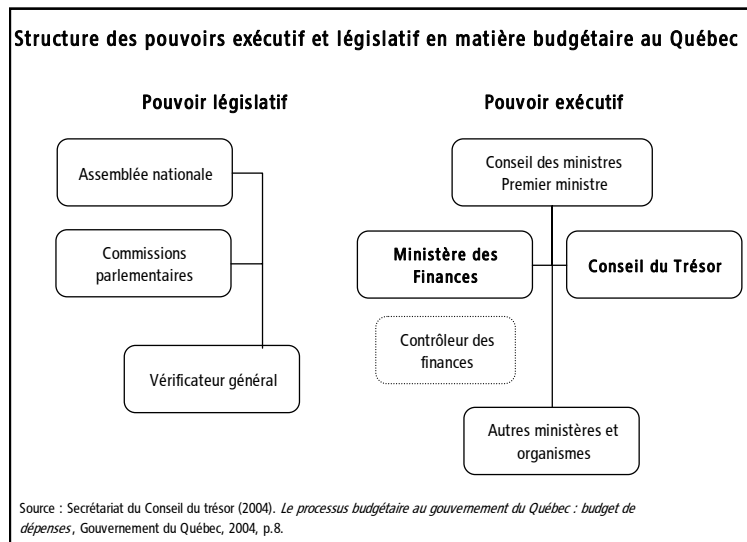 Structure des pouvoirs exécutif et législatif en matière budgétaire au Québec
Pouvoir législatif
Assemblée nationale
Commissions
parlementaires
Vérificateur général
Pouvoir exécutif
Conseil des ministres
Premier ministre
Ministère des
Finances
Conseil du Trésor
Contrôleur des
finances
Autres ministères et
organismes
Source : Secrétariat du Conseil du trésor (2004). Le processus budgétaire au gouvernement du Québec : budget de
dépenses, Gouvernement du Québec, 2004, p.8.